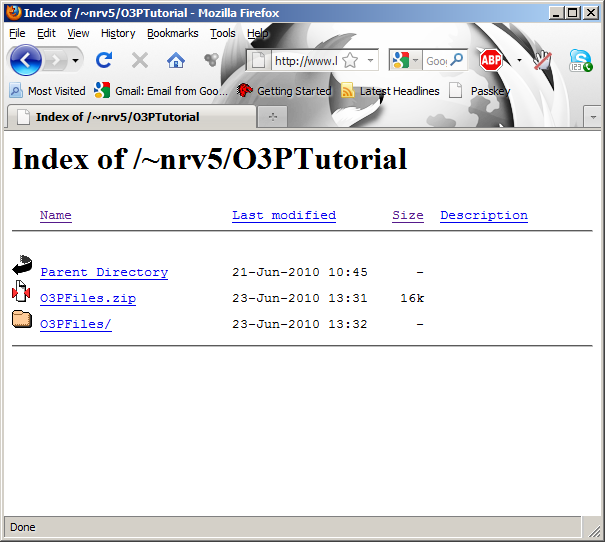 Index of /~nrv5/O3PTutorial - Mozilla Firefox
File Edit View History Bookmarks Tools Help
http://www.l Goo ABP 123
Most Visited Gmail: Email from Goo... Getting Started Latest Headlines Passkey
Index of /~nrv5/O3PTutorial
Index of /~nrv5/O3PTutorial
Name Last modified Size Description
Parent Directory 21-Jun-2010 10:45 -
O3PFiles.zip 23-Jun-2010 13:31 16k
O3PFiles/ 23-Jun-2010 13:32 -
Done